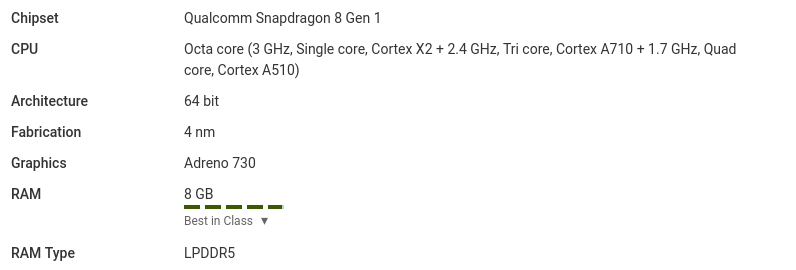 Chipset Qualcomm Snapdragon 8 Gen 1
CPU Octa core (3 GHz, Single core, Cortex X2 + 2.4 GHz, Tri core, Cortex A710 + 1.7 GHz, Quad
core, Cortex A510)
Architecture 64 bit
Fabrication 4 nm
Graphics Adreno 730
RAM 8 GB
Best in Class ▼
RAM Type LPDDR5